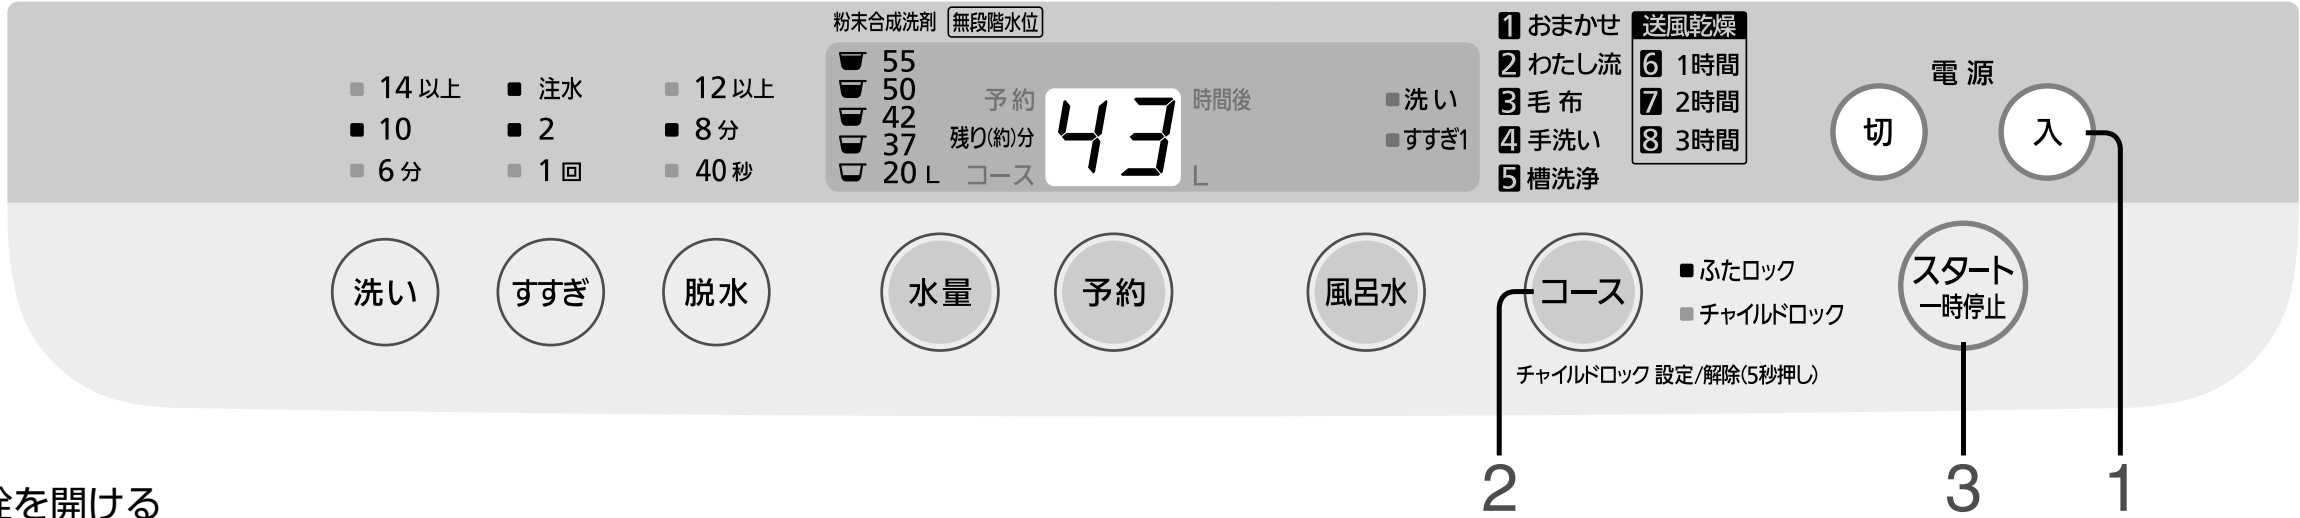 粉末合成洗剤 無段階水位
14以上 注水 12以上
10 2 8分
6分 1回 40秒
55
50
42
37
20 L
予約 43 時間後
残り(約)分
コース L
洗い
すすぎ1
1 おまかせ
2 わたし流
3 毛布
4 手洗い
5 槽洗浄
送風乾燥
6 1時間
7 2時間
8 3時間
電源
切 入
洗い すすぎ 脱水 水量 予約 風呂水 コース
ふたロック
チャイルドロック
スタート
一時停止
チャイルドロック 設定/解除(5秒押し)
2 3 1
を開ける